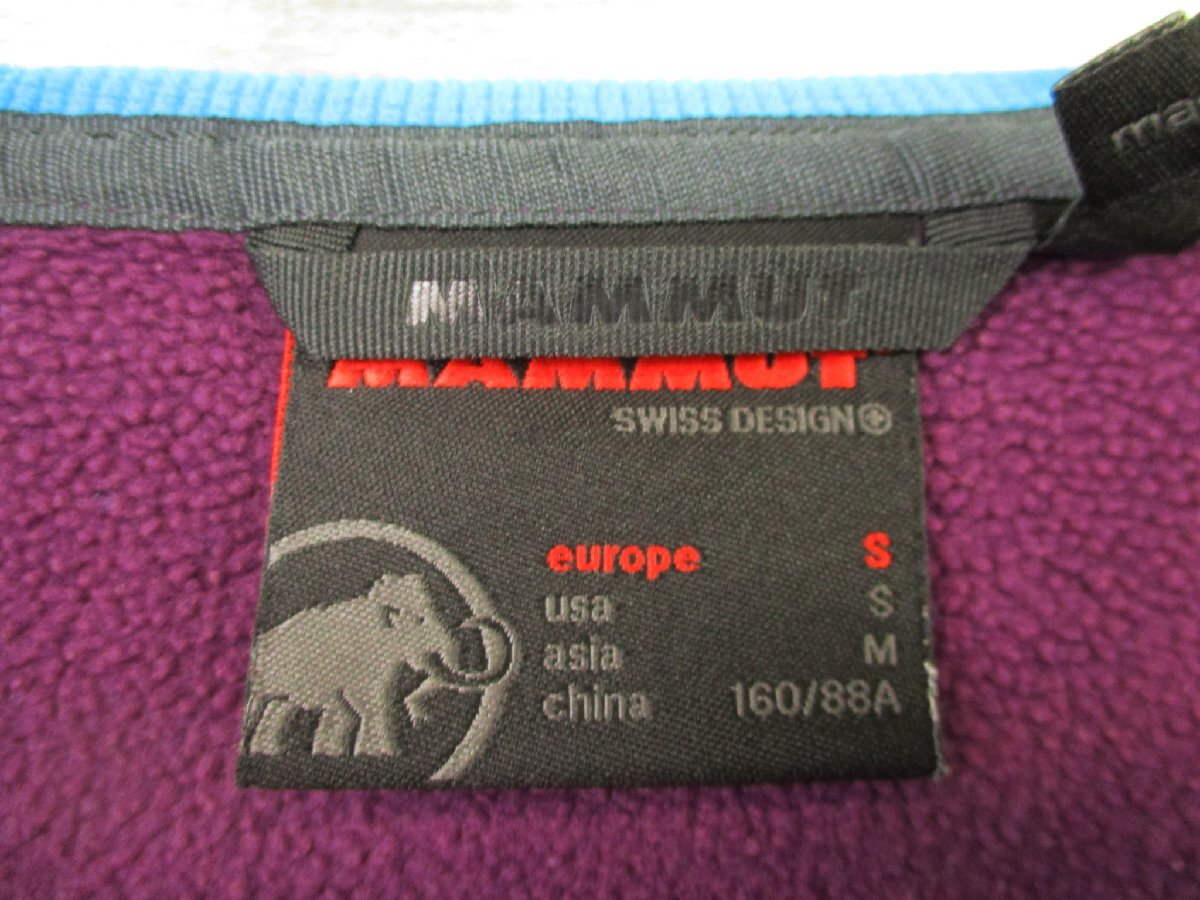 MAMMUT
MAMMUT
SWISS DESIGN
europe S
usa S
asia M
china 160/88A